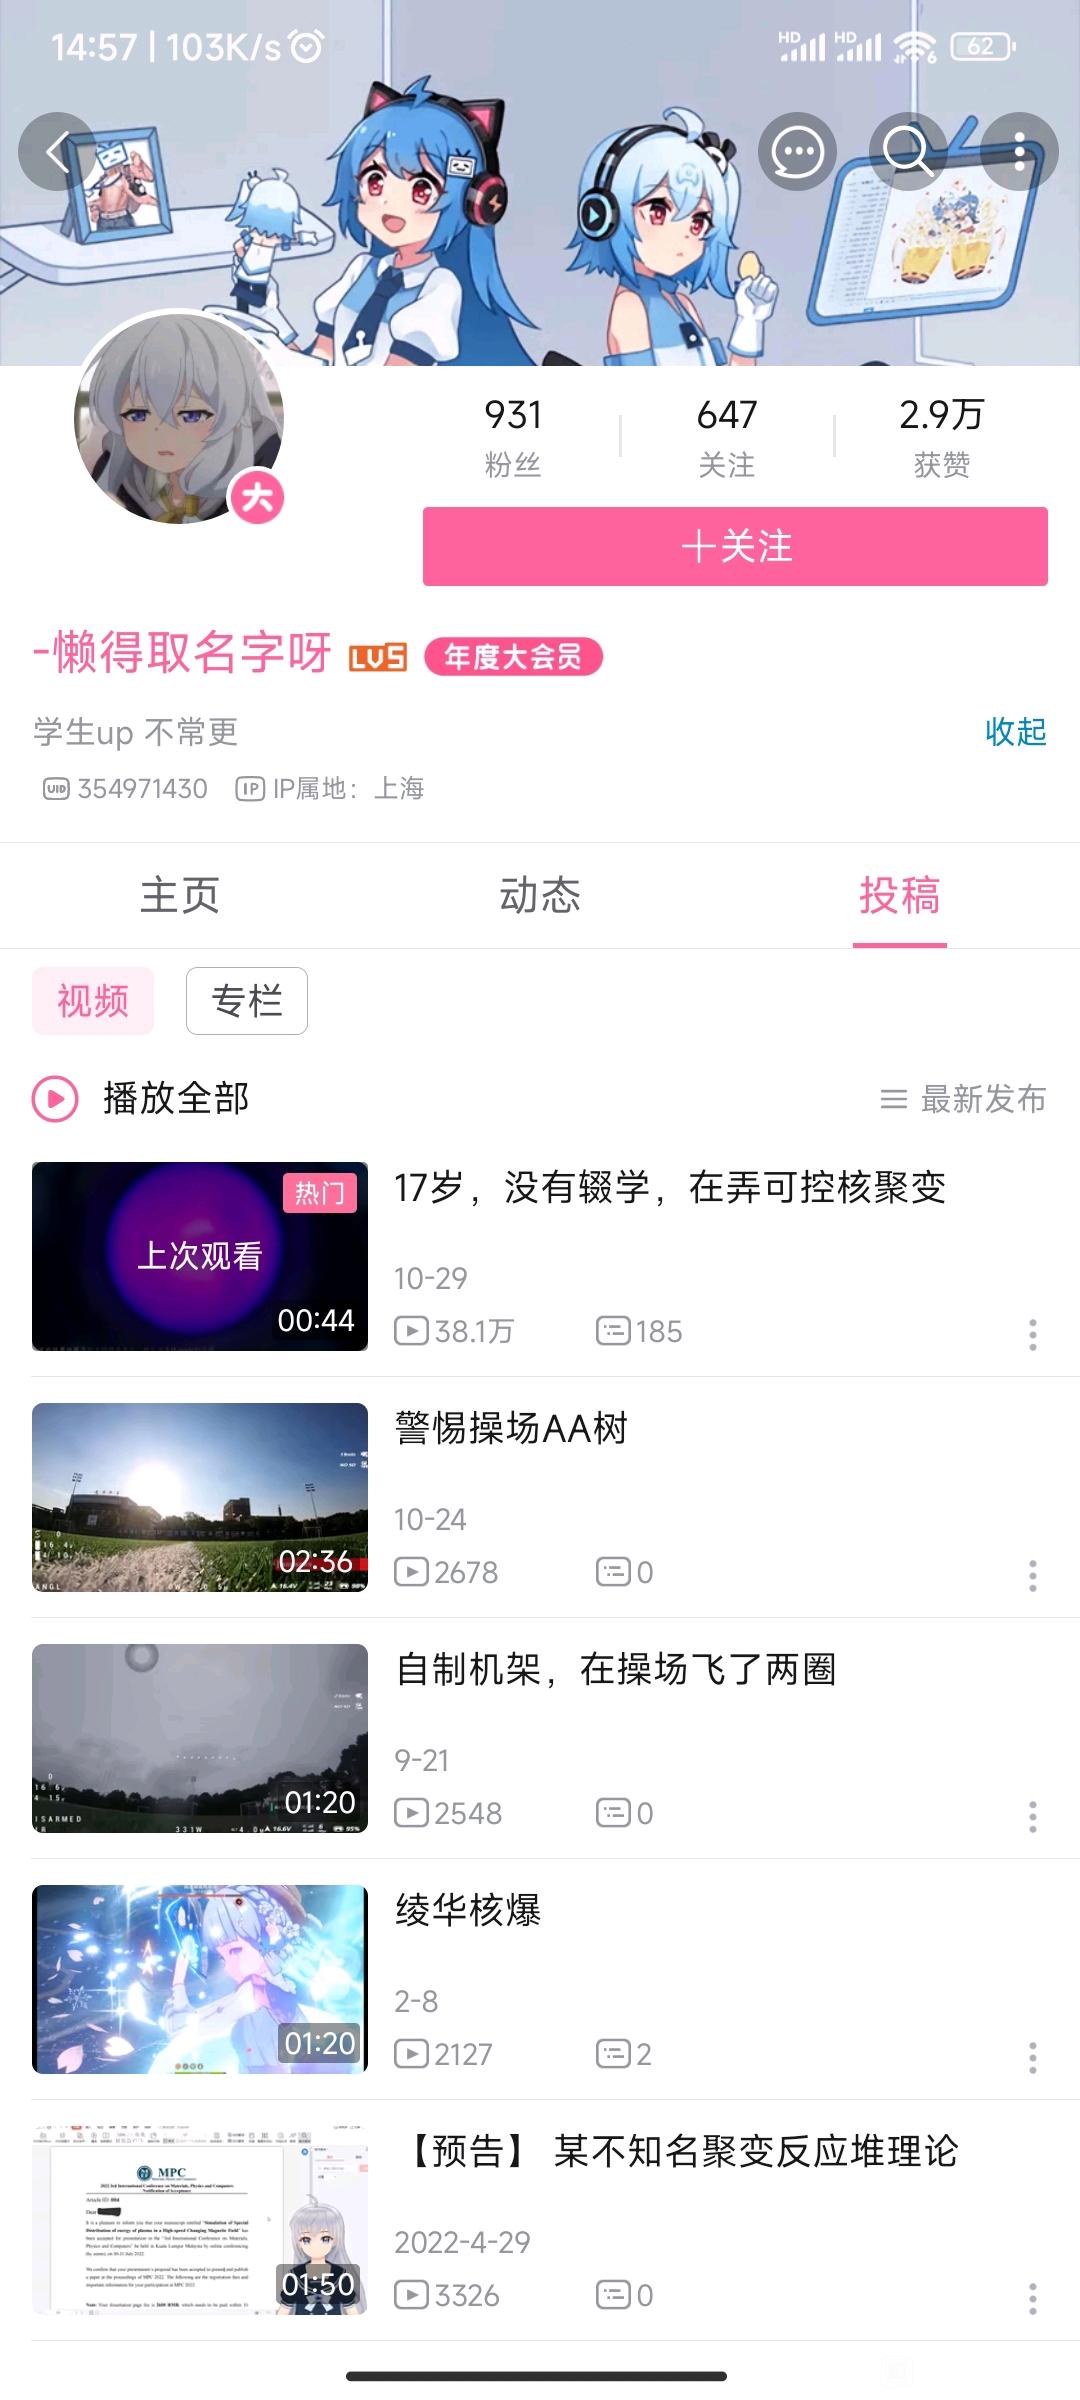 14:57 | 103K/s
HD HD 6 62
931
粉丝
647
关注
2.9万
获赞
大
+关注
-懒得取名字呀 LV5 年度大会员
学生up 不常更
收起
UID 354971430 IP IP属地：上海
主页 动态 投稿
视频 专栏
播放全部 最新发布
热门
上次观看
00:44
17岁，没有辍学，在弄可控核聚变
10-29
38.1万 185
02:36
警惕操场AA树
10-24
2678 0
01:20
自制机架，在操场飞了两圈
9-21
2548 0
01:20
绫华核爆
2-8
2127 2
MPC
01:50
【预告】 某不知名聚变反应堆理论
2022-4-29
3326 0